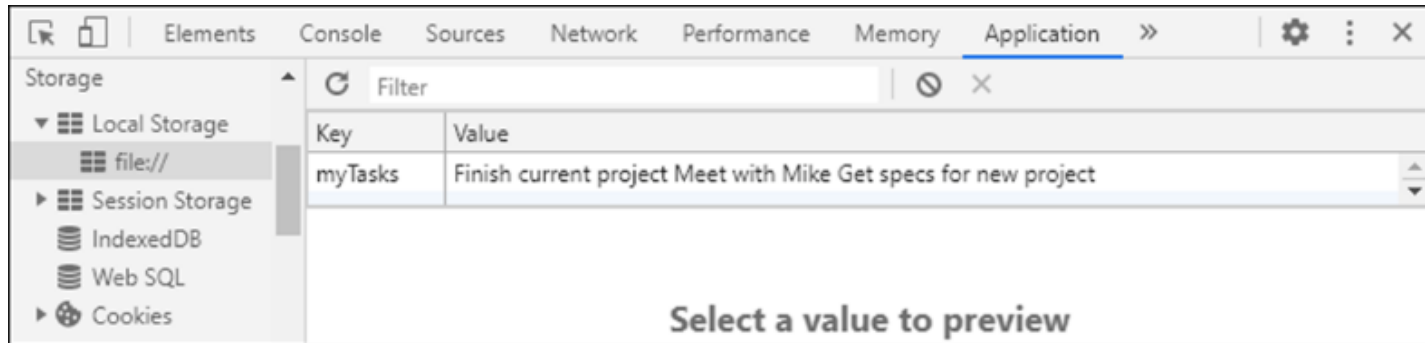 Elements Console Sources Network Performance Memory Application »
Storage
Filter
Local Storage
Key Value
file://
myTasks Finish current project Meet with Mike Get specs for new project
Session Storage
IndexedDB
Web SQL
Cookies
Select a value to preview